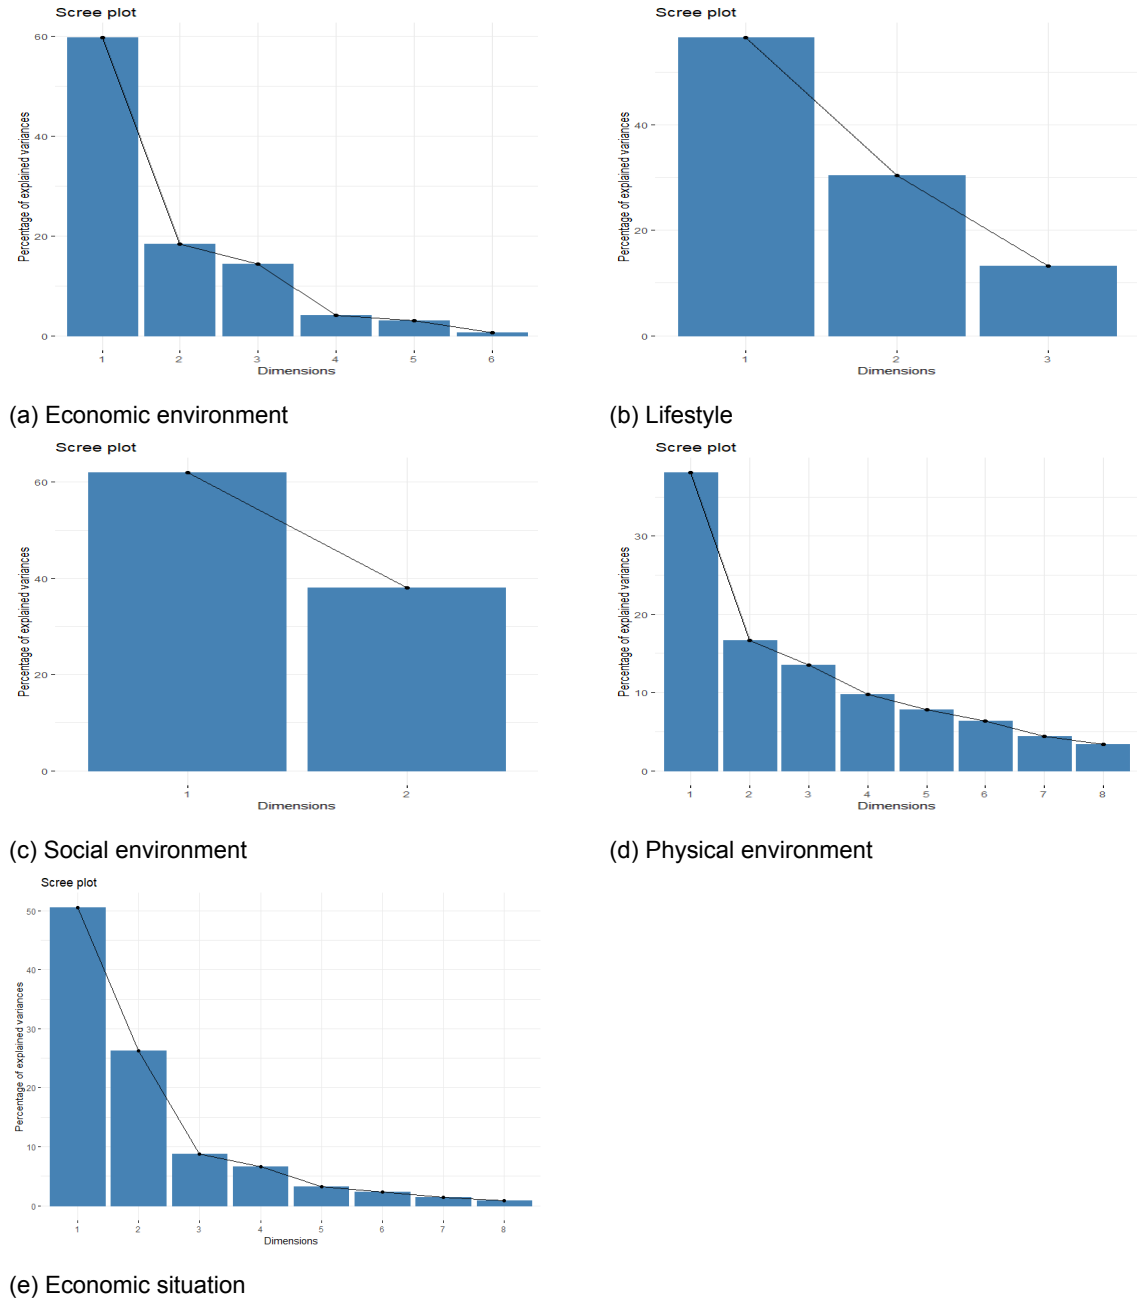 Scree plot
Percentage of explained variances
60
40
20
0
1 2 3 4 5 6
Dimensions
(a) Economic environment
Scree plot
Percentage of explained variances
40
20
0
1 2 3
Dimensions
(b) Lifestyle
Scree plot
Percentage of explained variances
60
40
20
0
1 2
Dimensions
(c) Social environment
Scree plot
Percentage of explained variances
30
20
10
0
1 2 3 4 5 6 7 8
Dimensions
(d) Physical environment
Scree plot
Percentage of explained variances
50
40
30
20
10
0
1 2 3 4 5 6 7 8
Dimensions
(e) Economic situation